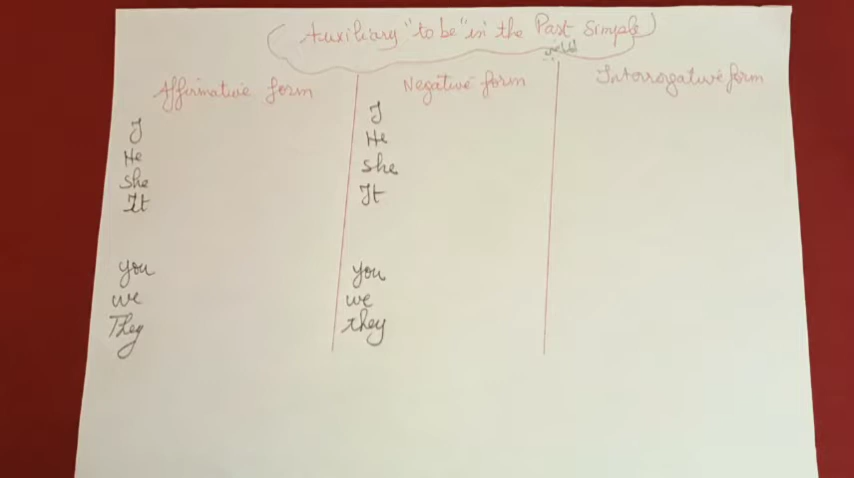 Auxiliary "to be" in the Past Simple
Affirmative form
I
He
she
It
you
we
They
Negative form
I
He
she
It
you
we
they
Interrogative form